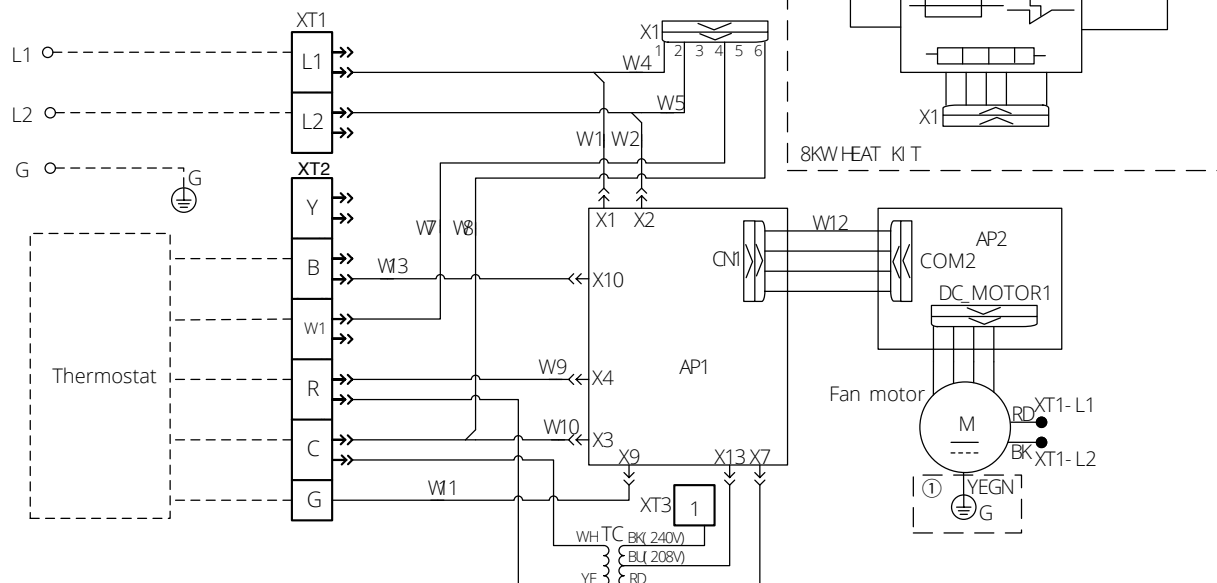 XT1
L1
L1
L2
L2
G
G
XT2
Y
B
W1
R
C
G
Thermostat
X1
1 2 3 4 5 6
W4
W5
W1
W2
W7
W8
W13
W9
W10
W11
X1 X2
X10
X4
X3
X9
X13 X7
AP1
CN1
W12
COM2
AP2
DC_MOTOR1
X1
8KW HEAT KIT
Fan motor
M
RD
XT1-L1
BK
XT1-L2
① YEGN
G
XT3
1
WH TC BK(240V)
BU(208V)
YE RD